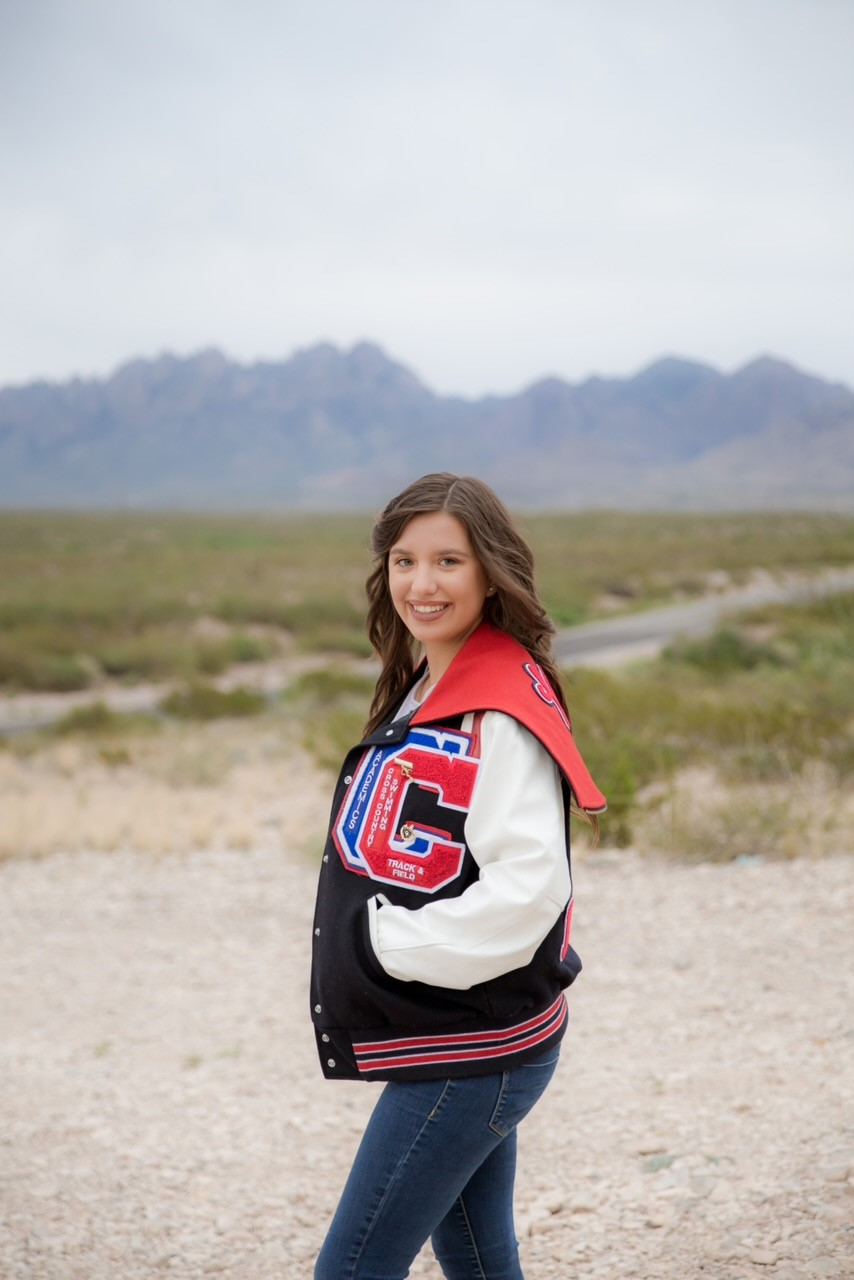 ACADEMICS
CROSS COUNTRY
SWIMMING
C
TRACK &
FIELD